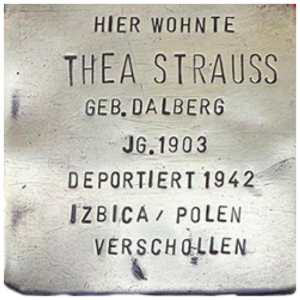 HIER WOHNTE
THEA STRAUSS
GEB. DALBERG
JG. 1903
DEPORTIERT 1942
IZBICA / POLEN
VERSCHOLLEN